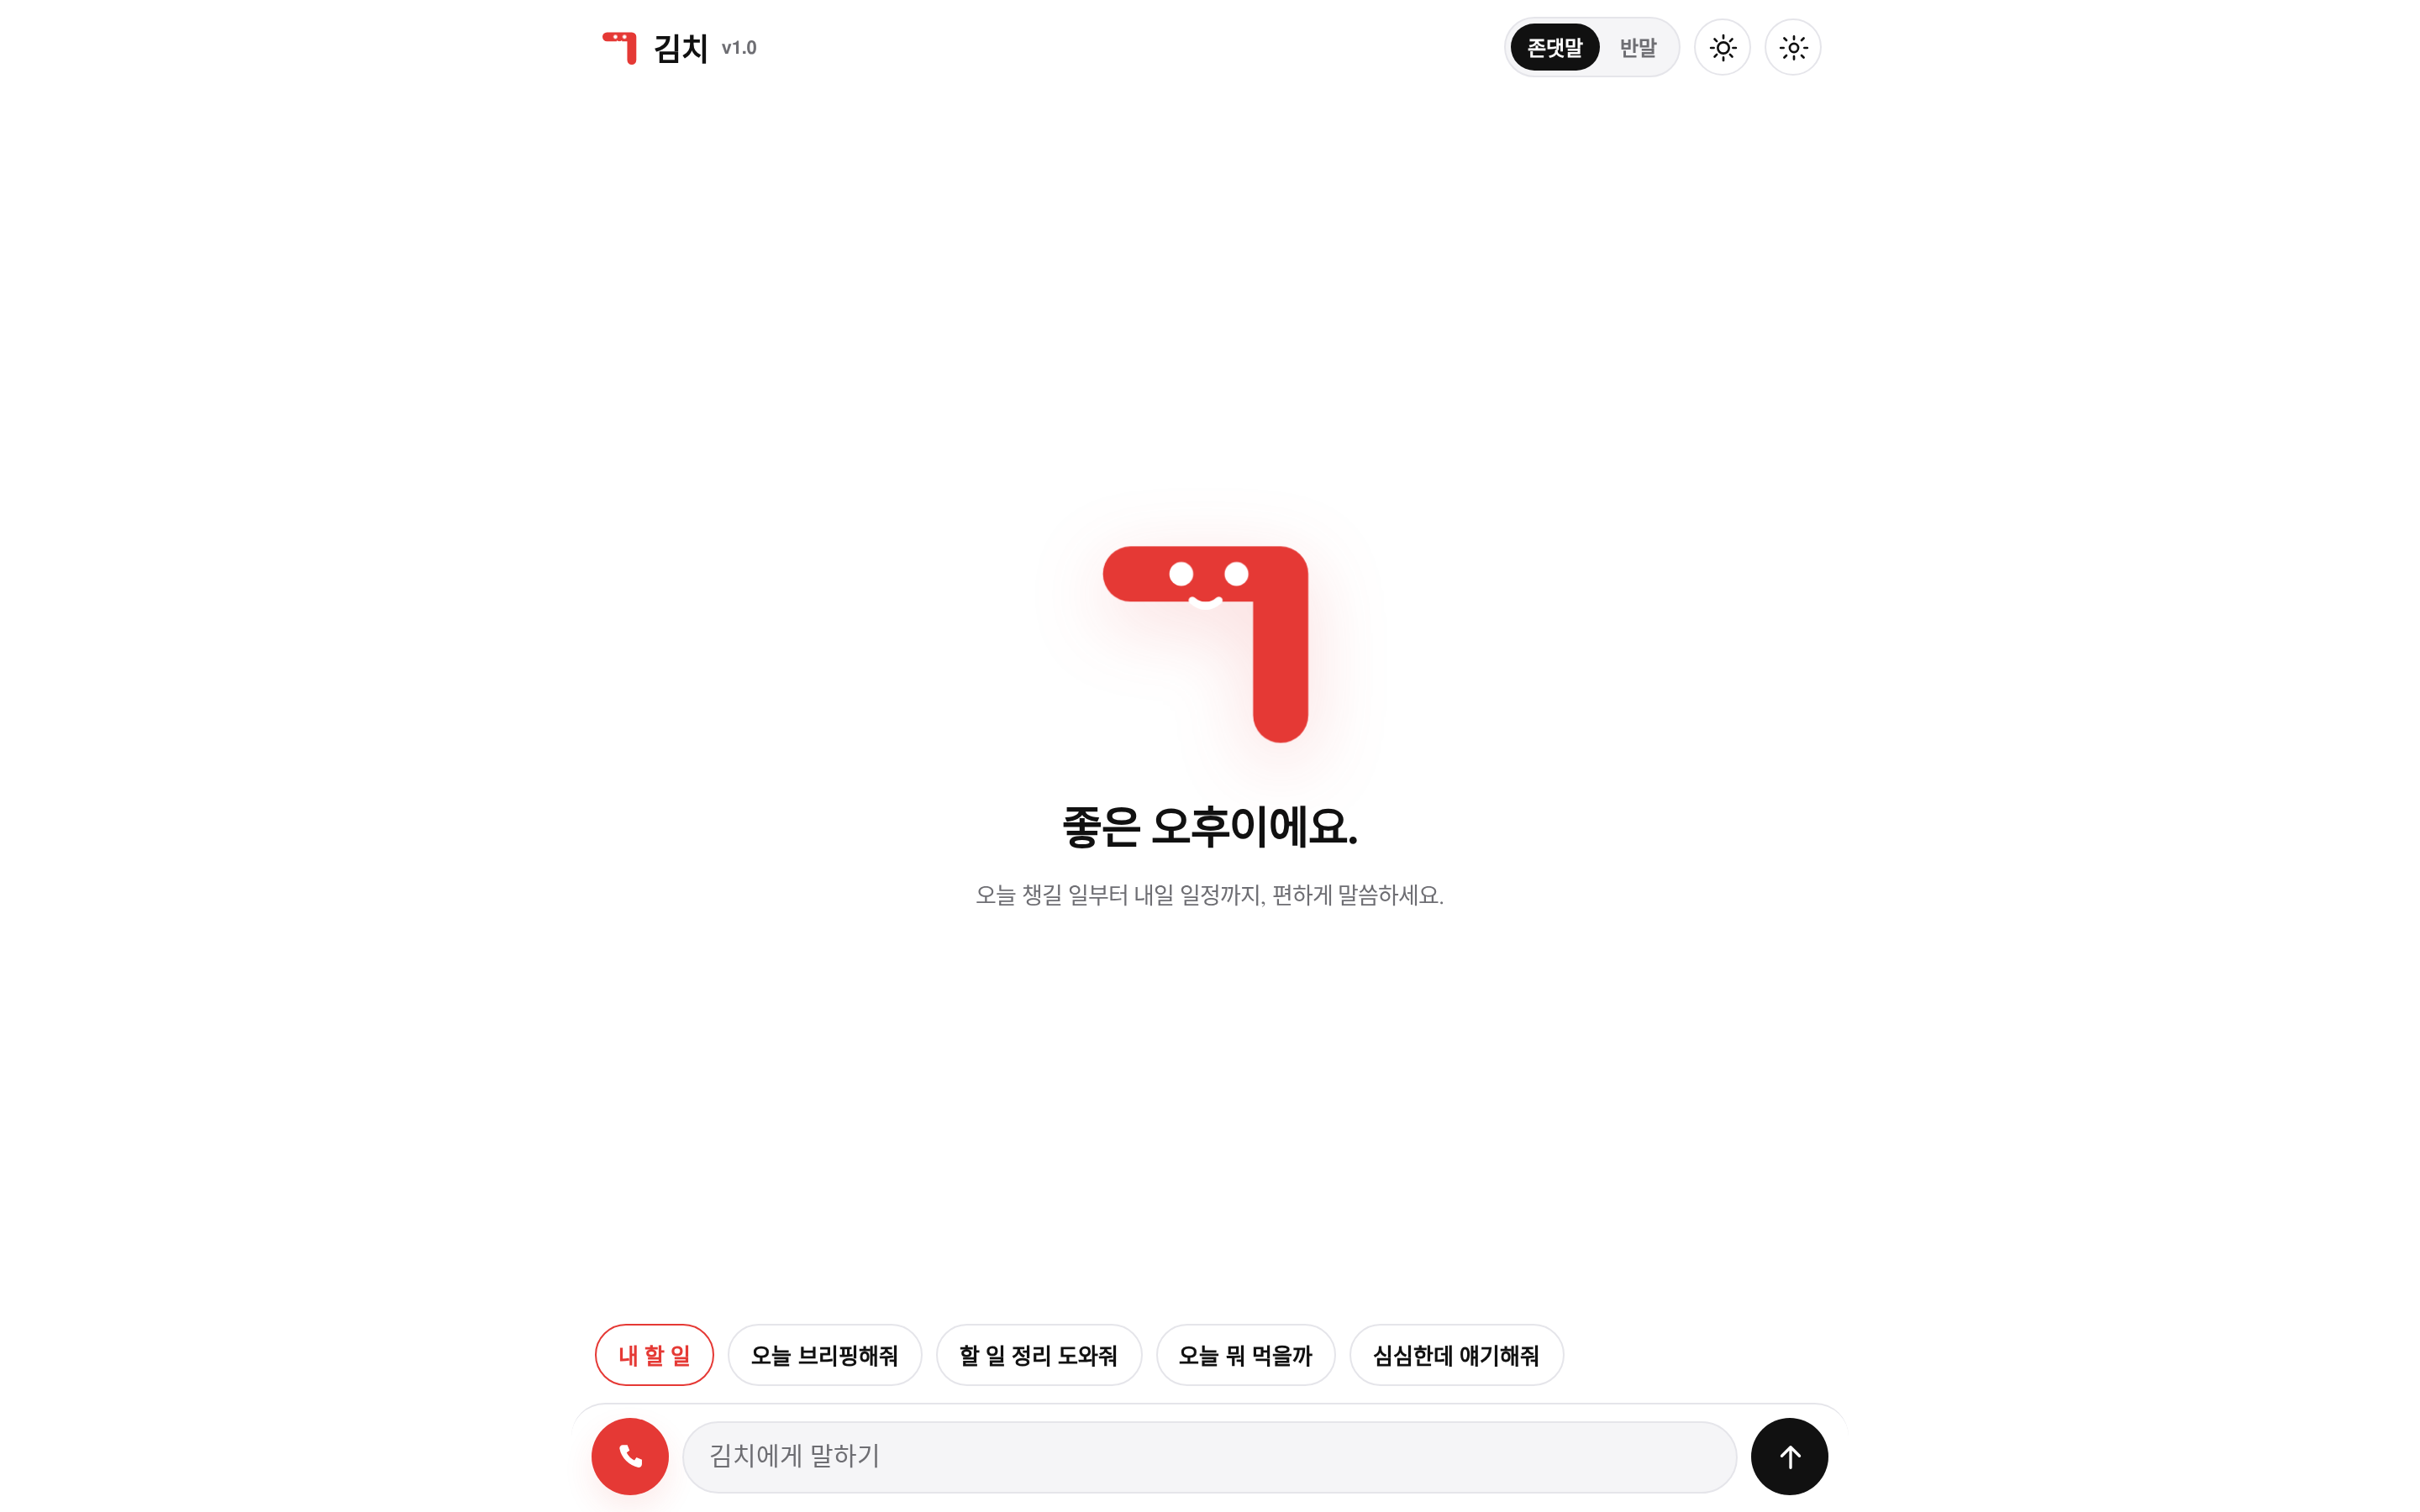 김치 v1.0
존댓말 반말
좋은 오후이에요.
오늘 챙길 일부터 내일 일정까지, 편하게 말씀하세요.
내 할 일
오늘 브리핑해줘
할 일 정리 도와줘
오늘 뭐 먹을까
심심한데 얘기해줘
김치에게 말하기